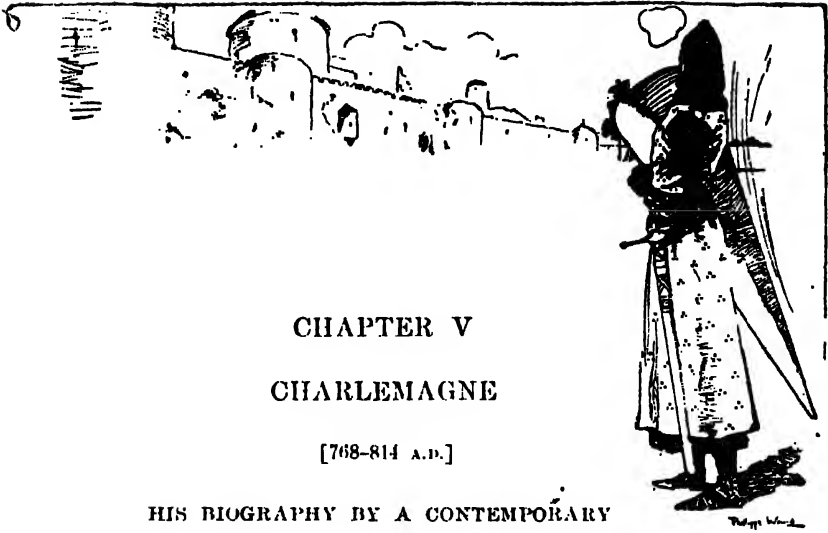 CHAPTER V
CHARLEMAGNE
[768-814 A.D.]
HIS BIOGRAPHY BY A CONTEMPORARY